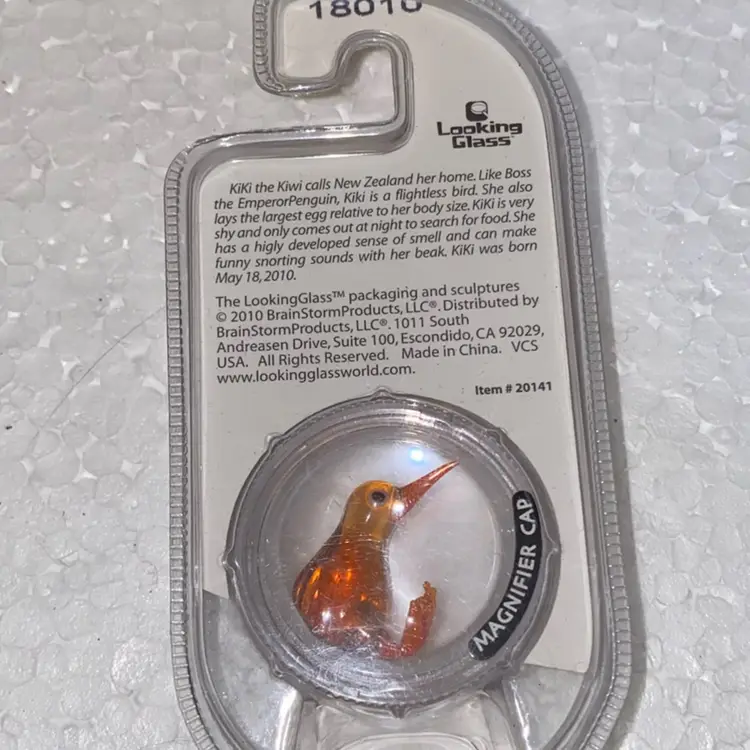 18010
Looking
Glass
KiKi the Kiwi calls New Zealand her home. Like Boss
the EmperorPenguin, Kiki is a flightless bird. She also
lays the largest egg relative to her body size. KiKi is very
shy and only comes out at night to search for food. She
has a higly developed sense of smell and can make
funny snorting sounds with her beak. KiKi was born
May 18, 2010.
The LookingGlass™ packaging and sculptures
© 2010 BrainStormProducts, LLC®. Distributed by
BrainStormProducts, LLC®. 1011 South
Andreasen Drive, Suite 100, Escondido, CA 92029,
USA. All Rights Reserved. Made in China. VCS
www.lookingglassworld.com.
Item # 20141
MAGNIFIER CAP